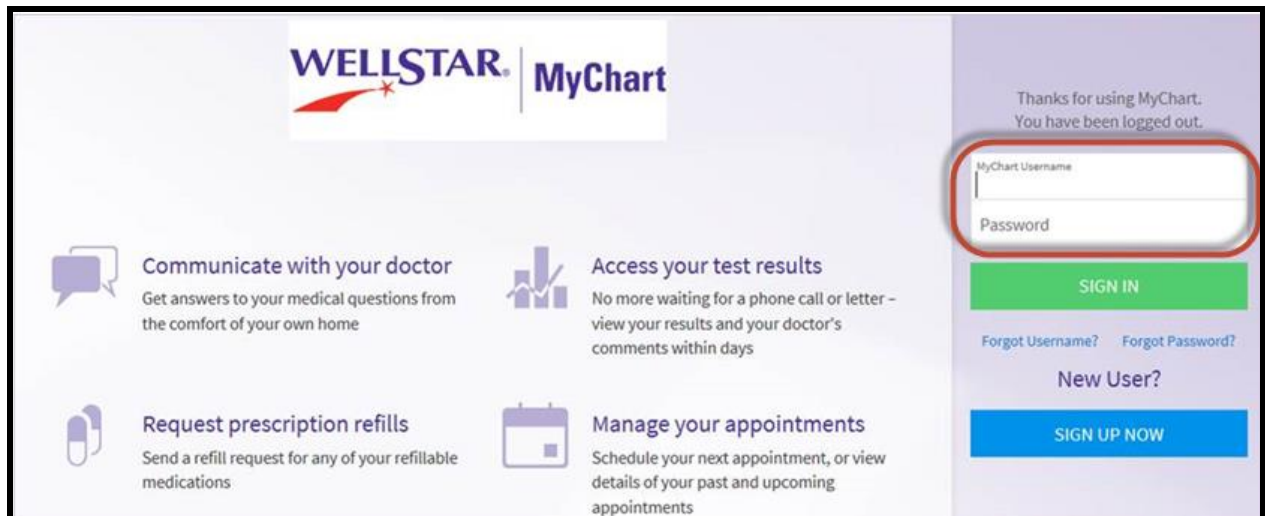 WELLSTAR® MyChart
Thanks for using MyChart.
You have been logged out.
MyChart Username
Password
SIGN IN
Forgot Username? Forgot Password?
New User?
SIGN UP NOW
Communicate with your doctor
Get answers to your medical questions from
the comfort of your own home
Access your test results
No more waiting for a phone call or letter –
view your results and your doctor's
comments within days
Request prescription refills
Send a refill request for any of your refillable
medications
Manage your appointments
Schedule your next appointment, or view
details of your past and upcoming
appointments